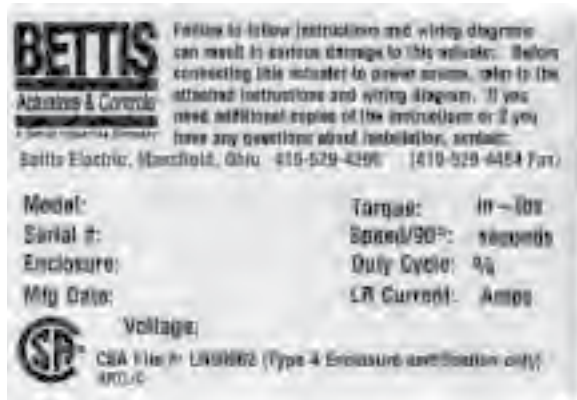 BETTIS
Actuators & Controls
Failure to follow instructions and wiring diagrams
can result in serious damage to this actuator. Before
connecting this actuator to power source, refer to the
attached instructions and wiring diagram. If you
need additional copies of the instructions or if you
have any questions about installation, contact:
Bettis Electric, Mansfield, Ohio 419-529-4395 (419-529-4464 Fax)
Model:
Torque: in-lbs
Serial #:
Speed/90°: seconds
Enclosure:
Duty Cycle: %
Mfg Date:
LR Current: Amps
Voltage:
CSA File #: (Type 4 Enclosure certification only)